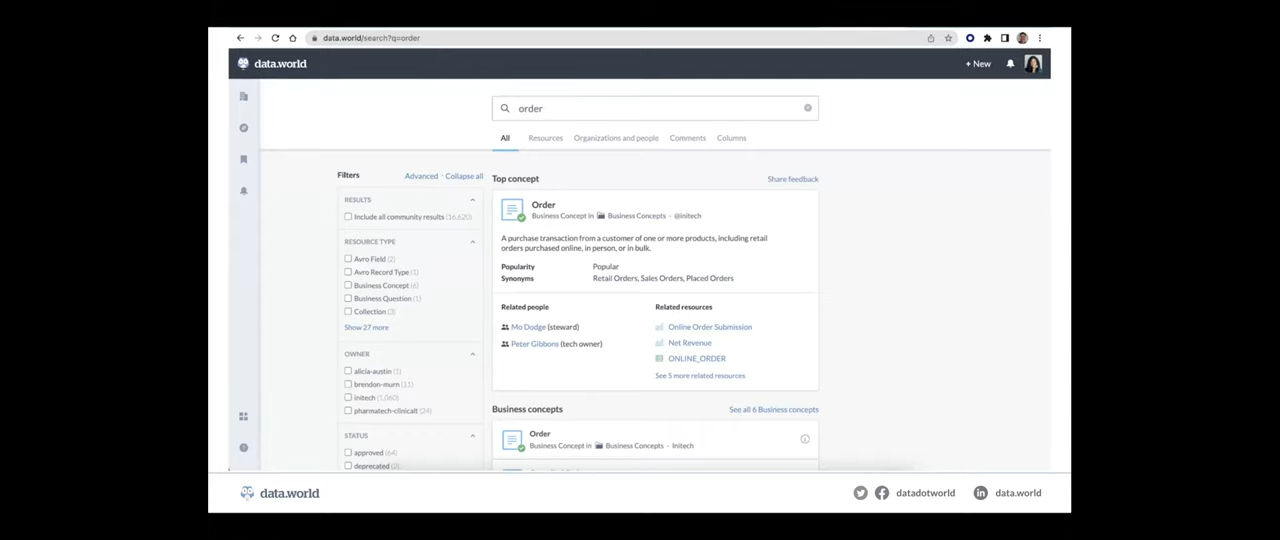 data.world/search?q=order
data.world
+ New
order
All Resources Organizations and people Comments Columns
Filters
Advanced · Collapse all
RESULTS
Include all community results (16,620)
RESOURCE TYPE
Avro Field (2)
Avro Record Type (1)
Business Concept (6)
Business Question (1)
Collection (3)
Show 27 more
OWNER
alicia-austin (1)
brendon-murn (11)
initech (1,060)
pharmatech-clinicalt (24)
STATUS
approved (64)
deprecated (2)
Top concept
Share feedback
Order
Business Concept in Business Concepts · @initech
A purchase transaction from a customer of one or more products, including retail
orders purchased online, in person, or in bulk.
Popularity Popular
Synonyms Retail Orders, Sales Orders, Placed Orders
Related people
Mo Dodge (steward)
Peter Gibbons (tech owner)
Related resources
Online Order Submission
Net Revenue
ONLINE_ORDER
See 5 more related resources
Business concepts
See all 6 Business concepts
Order
Business Concept in Business Concepts · Initech
data.world
datadotworld
data.world